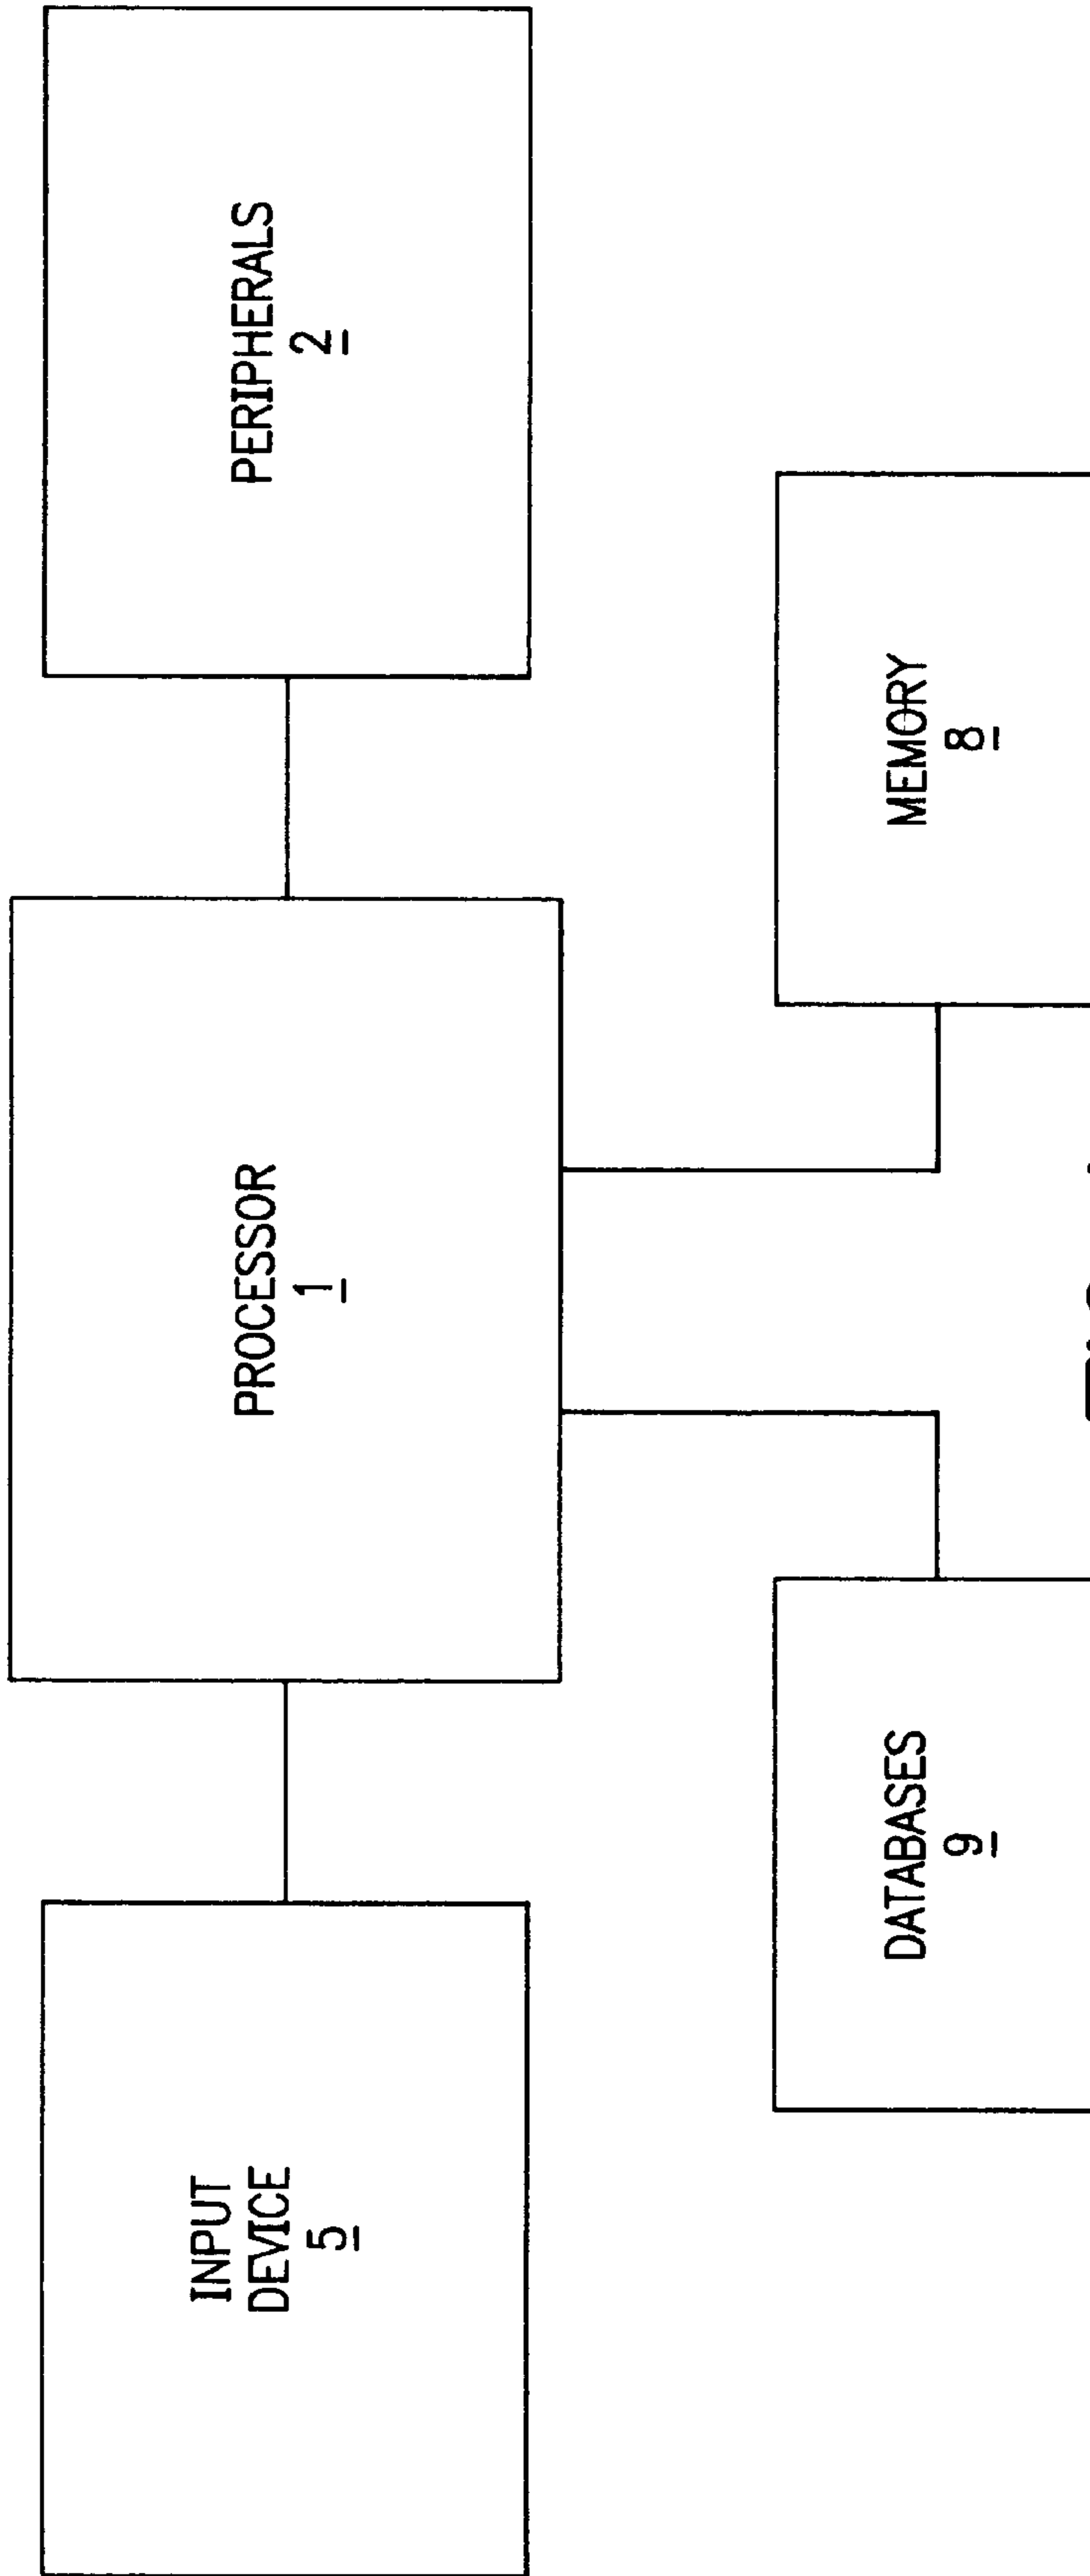 INPUT
DEVICE
5
PROCESSOR
1
PERIPHERALS
2
DATABASES
9
MEMORY
8